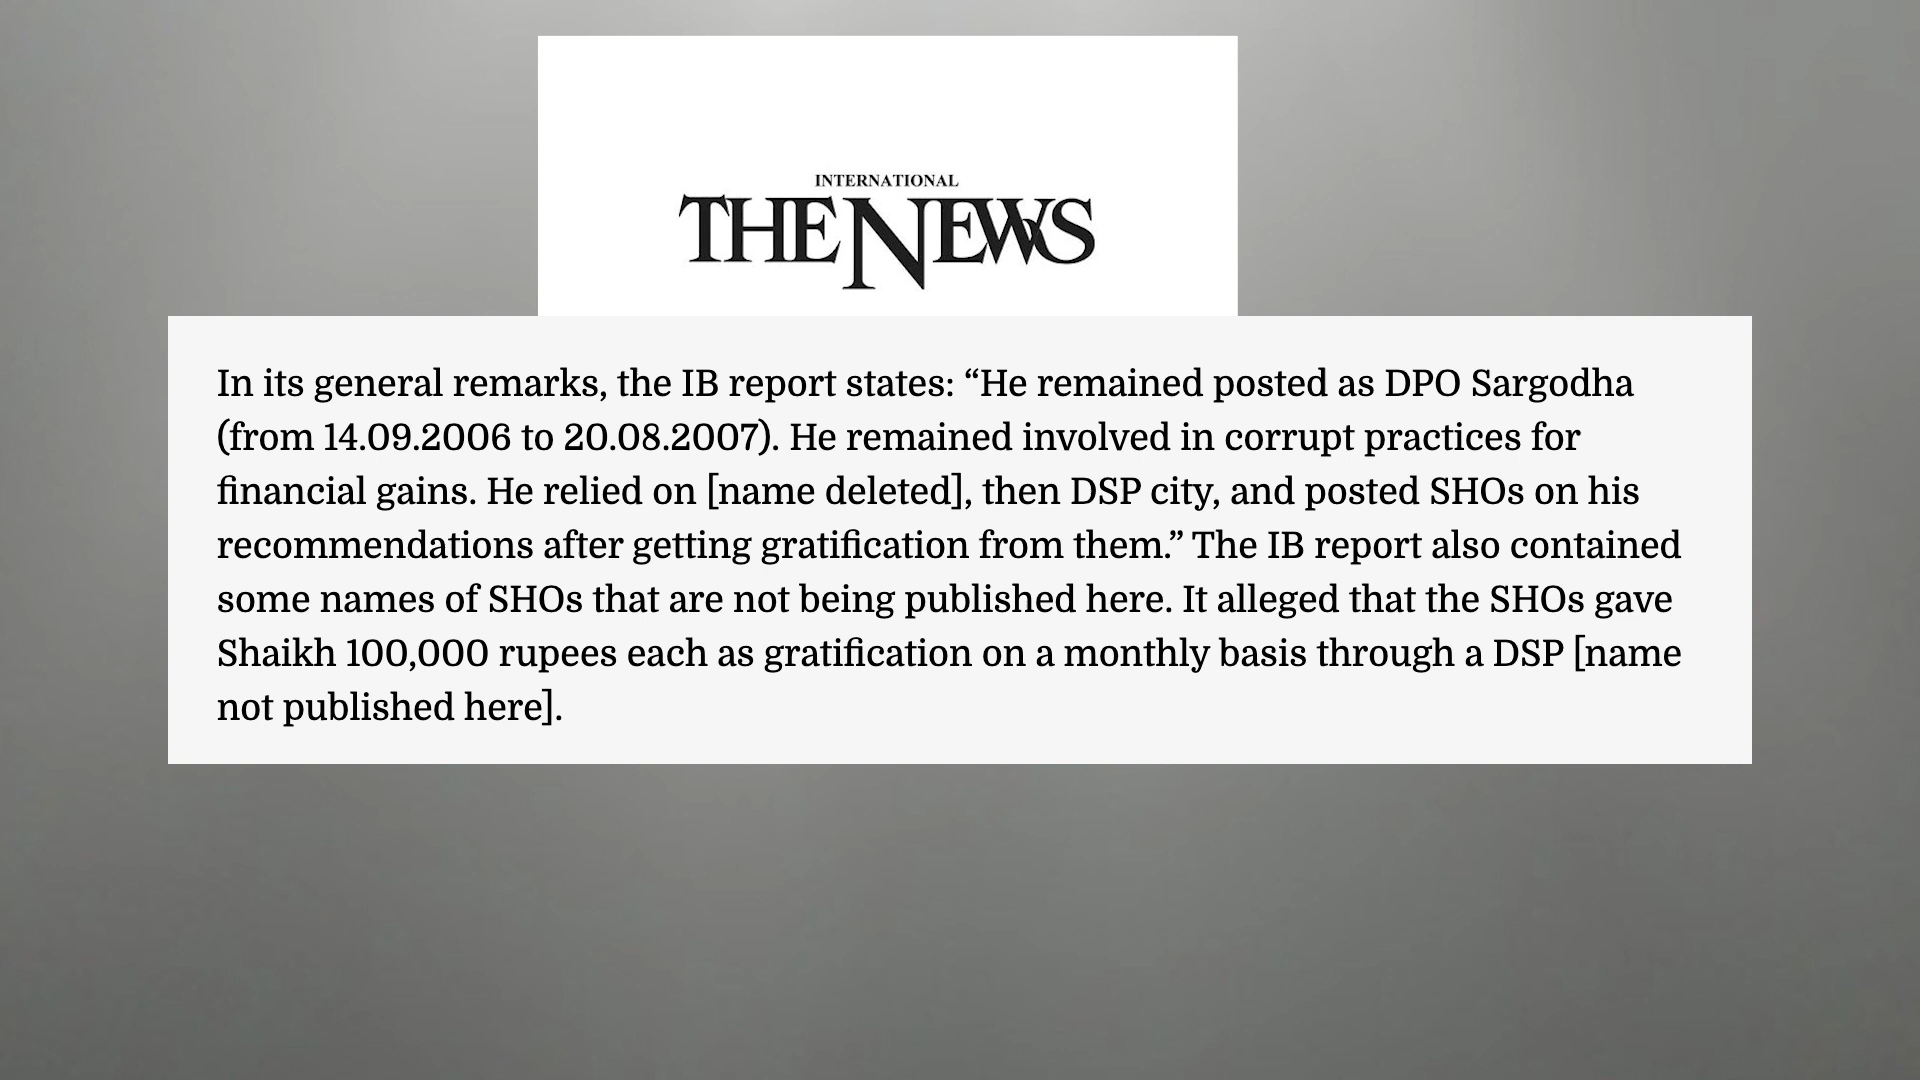 INTERNATIONAL
THE NEWS
In its general remarks, the IB report states: “He remained posted as DPO Sargodha
(from 14.09.2006 to 20.08.2007). He remained involved in corrupt practices for
financial gains. He relied on [name deleted], then DSP city, and posted SHOs on his
recommendations after getting gratification from them.” The IB report also contained
some names of SHOs that are not being published here. It alleged that the SHOs gave
Shaikh 100,000 rupees each as gratification on a monthly basis through a DSP [name
not published here].